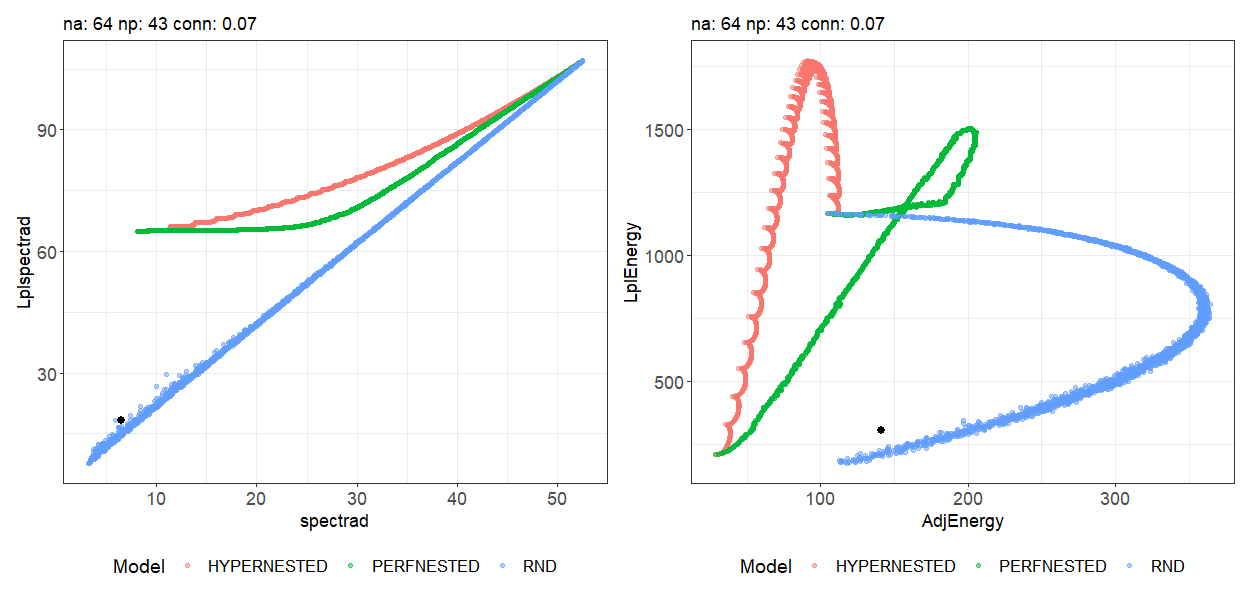 na: 64 np: 43 conn: 0.07
Lplspectrad
90
60
30
10 20 30 40 50
spectrad
Model HYPERNESTED PERFNESTED RND
na: 64 np: 43 conn: 0.07
LplEnergy
1500
1000
500
100 200 300
AdjEnergy
Model HYPERNESTED PERFNESTED RND